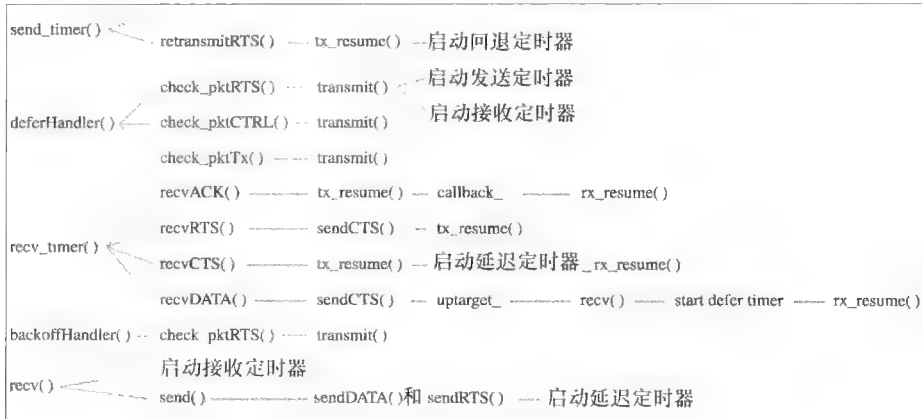 send_timer()
retransmitRTS() tx_resume() 启动回退定时器
check_pktRTS() transmit() 启动发送定时器
启动接收定时器
deferHandler() check_pktCTRL() transmit()
check_pktTx() transmit()
recvACK() tx_resume() callback_ rx_resume()
recvRTS() sendCTS() tx_resume()
recv_timer()
recvCTS() tx_resume() 启动延迟定时器 rx_resume()
recvDATA() sendCTS() uptarget_ recv() start defer timer rx_resume()
backoffHandler() check_pktRTS() transmit()
启动接收定时器
recv()
send() sendDATA()和 sendRTS() 启动延迟定时器